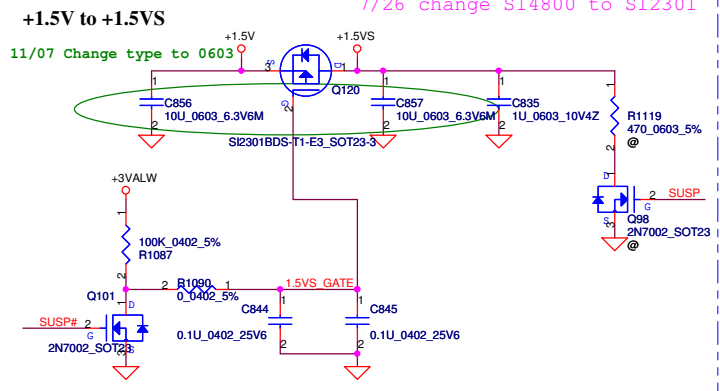 7/26 change SI4800 to SI2301
+1.5V to +1.5VS
11/07 Change type to 0603
+1.5V
+1.5VS
S
3
D
1
Q120
G
2
1
C856
10U_0603_6.3V6M
2
1
C857
10U_0603_6.3V6M
2
1
C835
1U_0603_10V4Z
2
SI2301BDS-T1-E3_SOT23-3
1
R1119
470_0603_5%
2
@
1
D
2
G
SUSP
S
3
Q98
2N7002_SOT23
@
+3VALW
1
100K_0402_5%
R1087
2
2
R1090
1
0_0402_5%
1.5VS_GATE
Q101
1
D
SUSP#
2
G
S
3
2N7002_SOT23
1
C844
0.1U_0402_25V6
2
1
C845
0.1U_0402_25V6
2